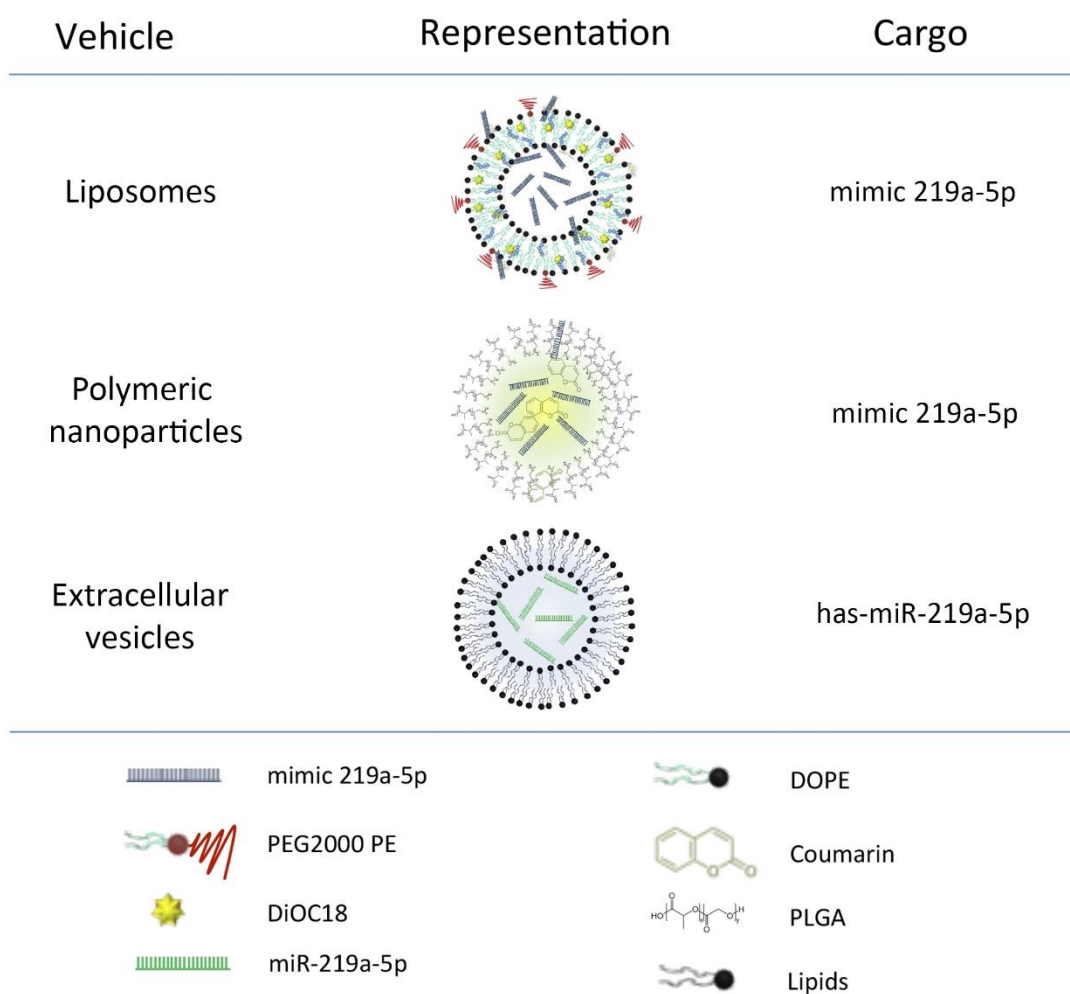 Vehicle Representation Cargo
Liposomes mimic 219a-5p
Polymeric
nanoparticles mimic 219a-5p
Extracellular
vesicles has-miR-219a-5p
mimic 219a-5p DOPE
PEG2000 PE Coumarin
DiOC18 PLGA
miR-219a-5p Lipids